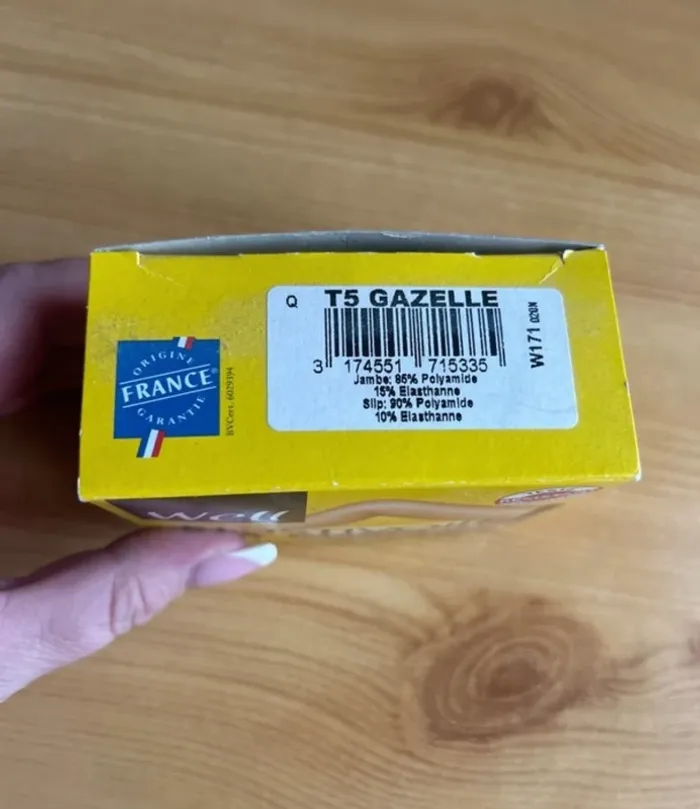 Q
T5 GAZELLE
3 174551 715335
Jambe: 85% Polyamide
15% Elasthanne
Slip: 90% Polyamide
10% Elasthanne
W171 020N
ORIGINE
FRANCE®
GARANTIE
BVCert. 6029394
Well